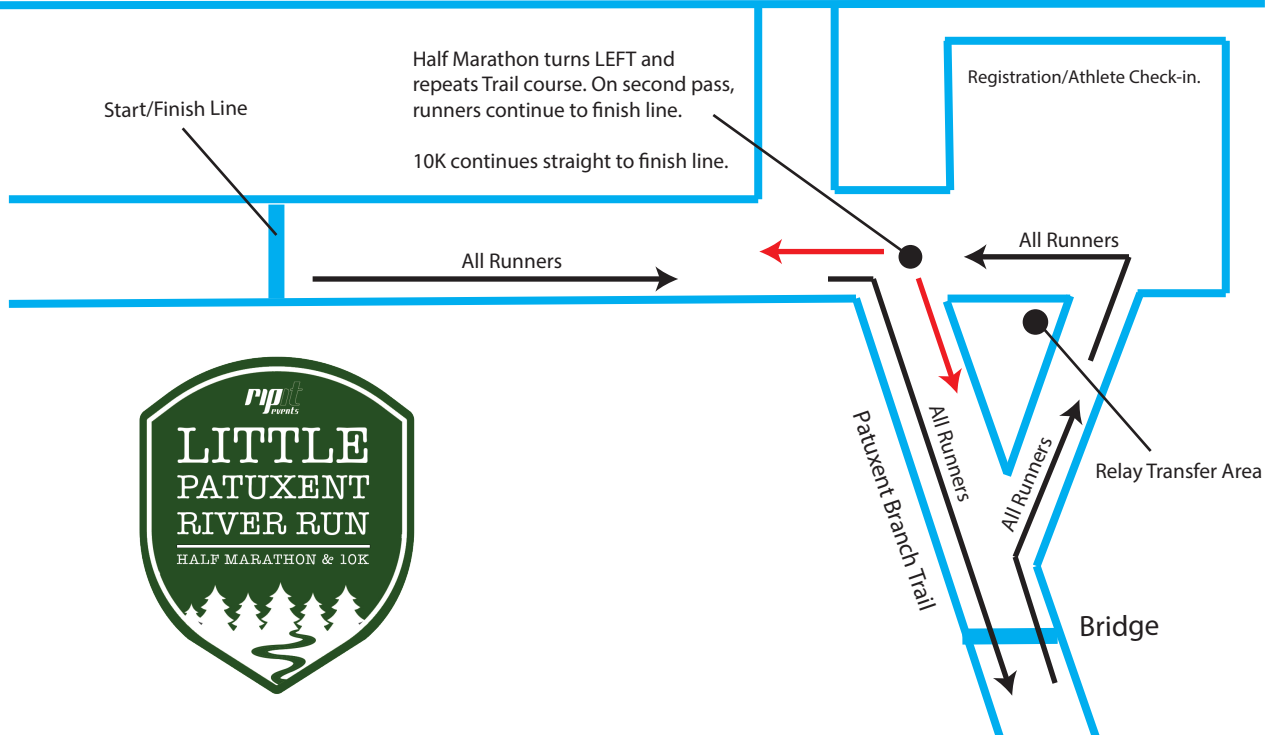 Half Marathon turns LEFT and
repeats Trail course. On second pass,
runners continue to finish line.
10K continues straight to finish line.
Registration/Athlete Check-in.
Start/Finish Line
All Runners
All Runners
All Runners
All Runners
Patuxent Branch Trail
Relay Transfer Area
Bridge
ripit
events
LITTLE
PATUXENT
RIVER RUN
HALF MARATHON & 10K